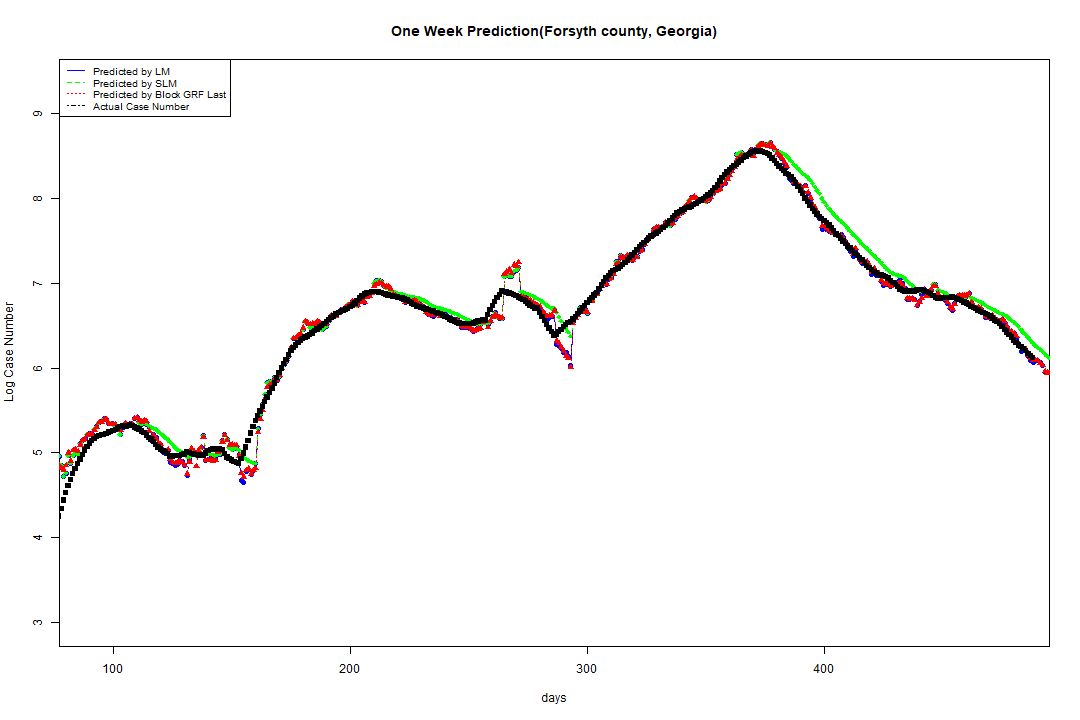 One Week Prediction(Forsyth county, Georgia)
Predicted by LM
Predicted by SLM
Predicted by Block GRF Last
Actual Case Number
9
8
7
6
5
4
3
Log Case Number
100 200 300 400
days